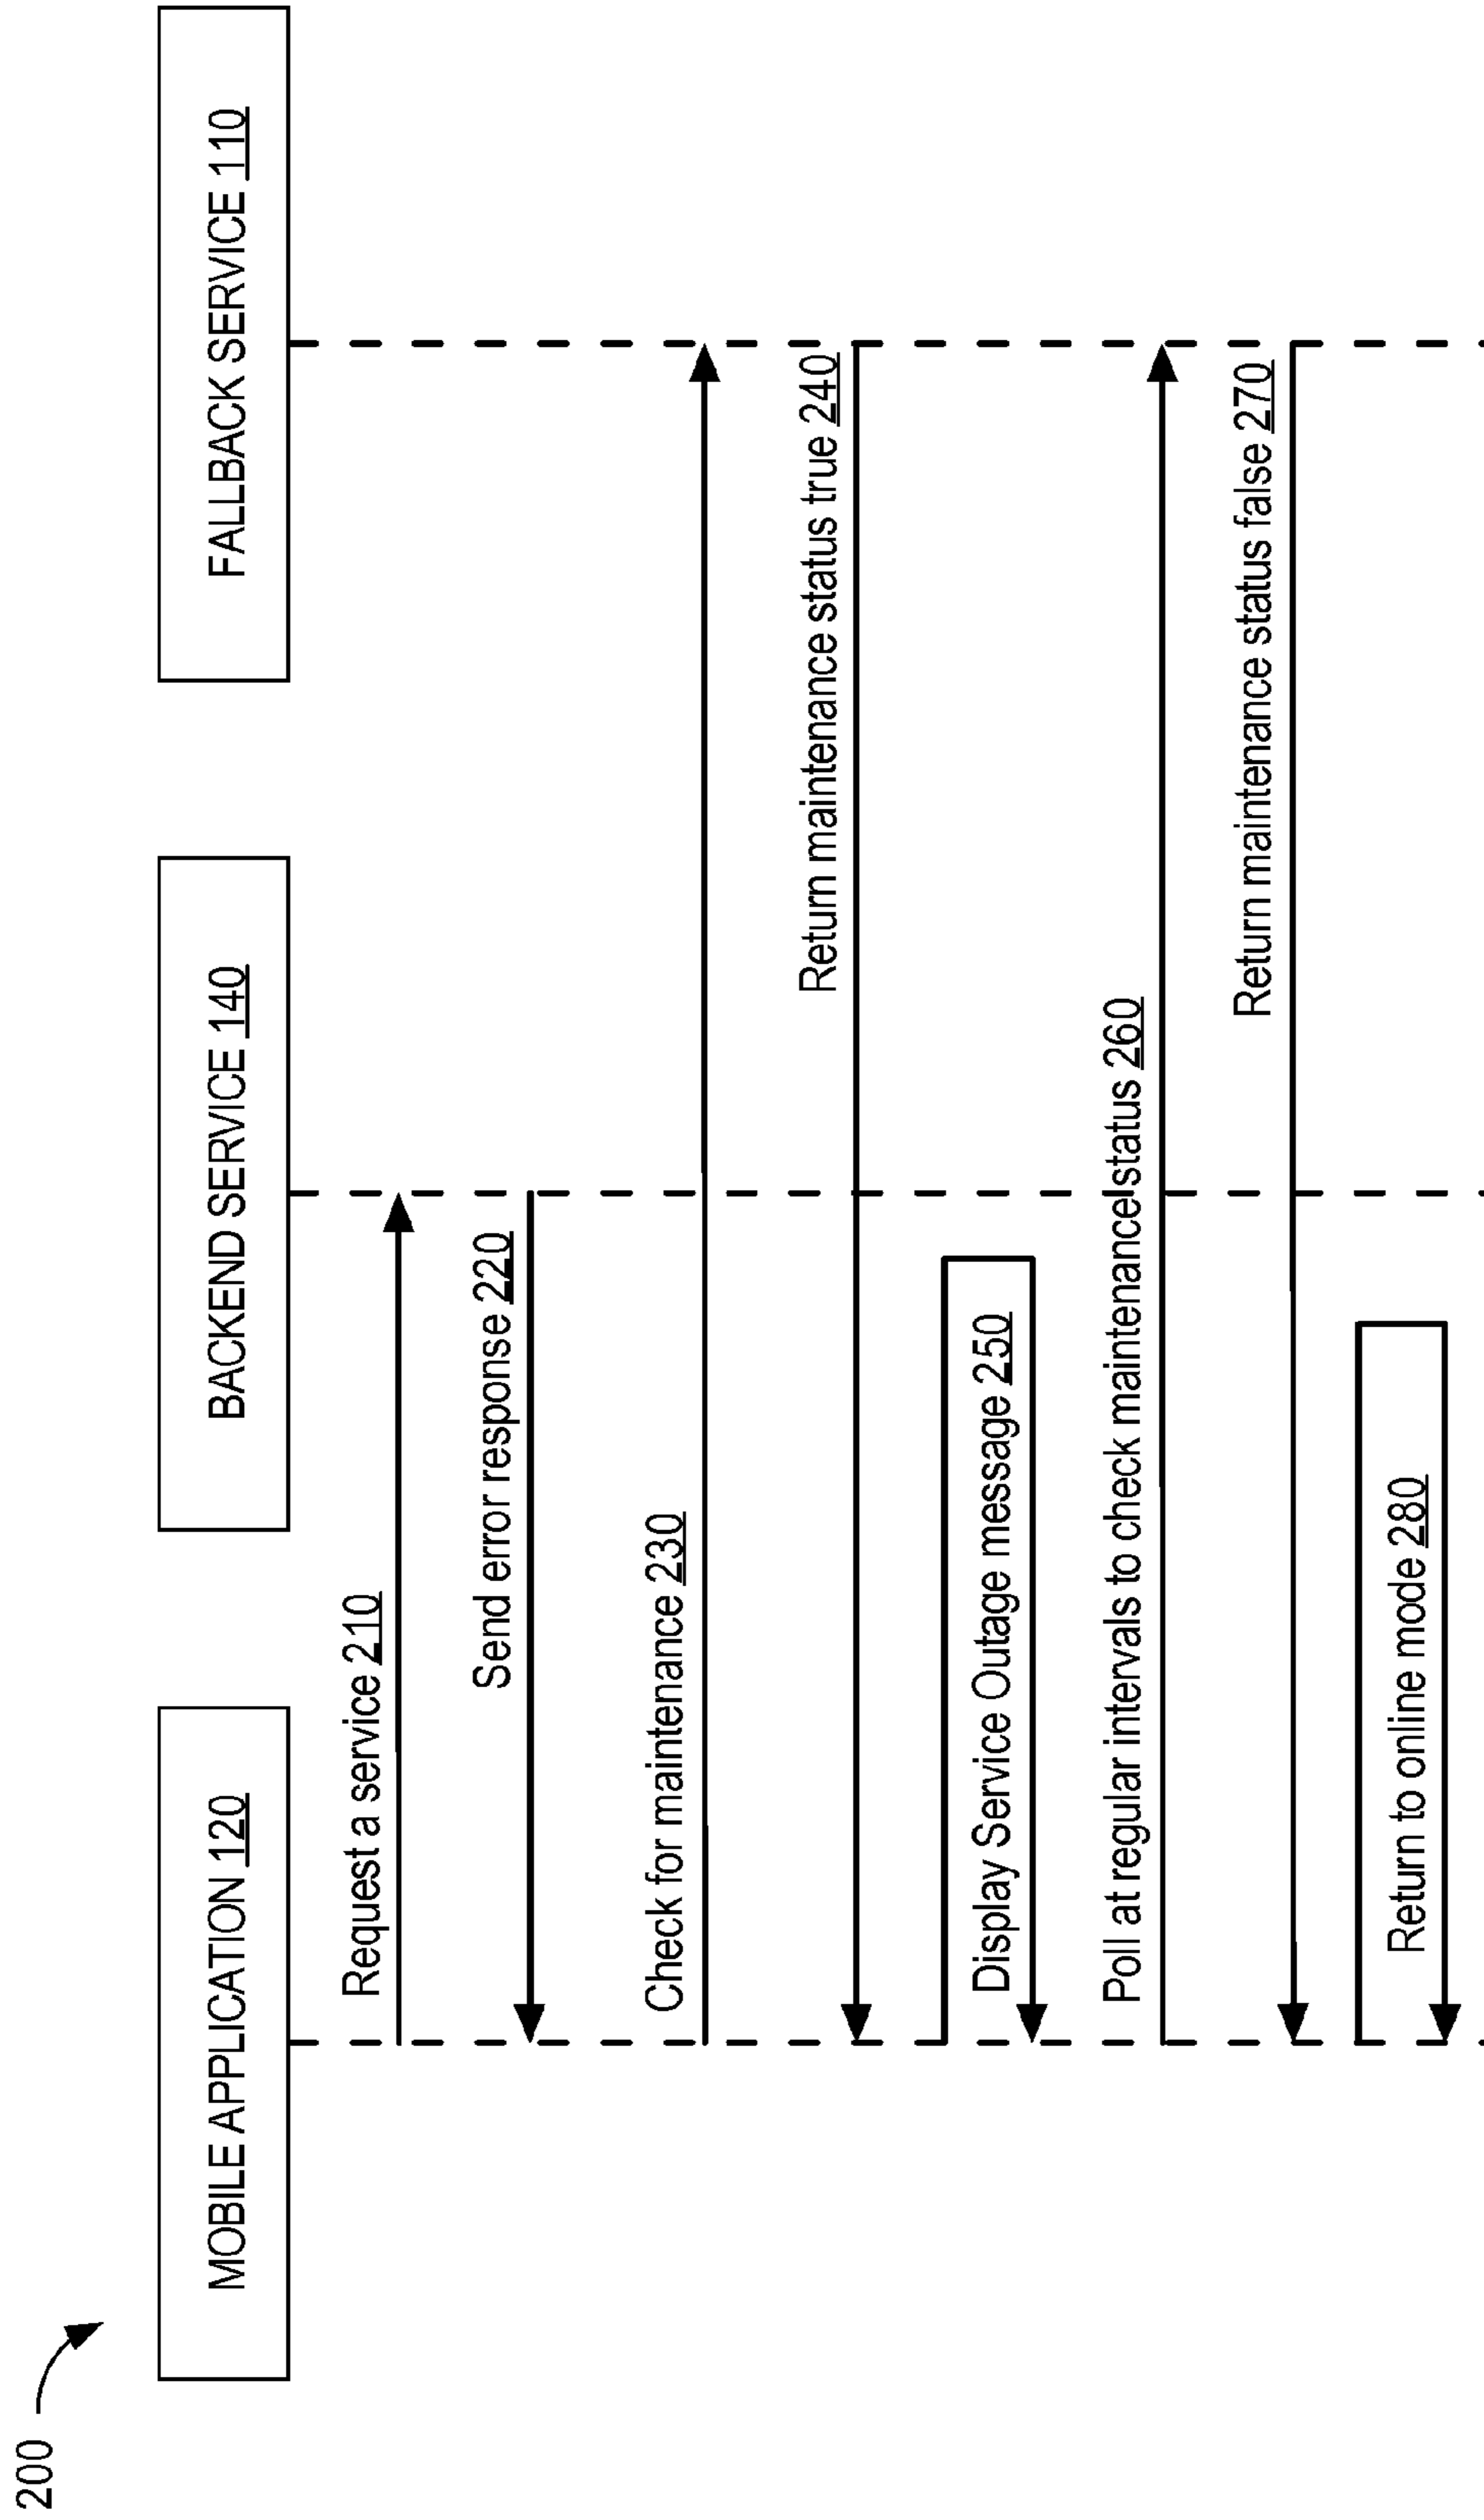 200
MOBILE APPLICATION 120
BACKEND SERVICE 140
FALLBACK SERVICE 110
Request a service 210
Send error response 220
Check for maintenance 230
Return maintenance status true 240
Display Service Outage message 250
Poll at regular intervals to check maintenance status 260
Return maintenance status false 270
Return to online mode 280